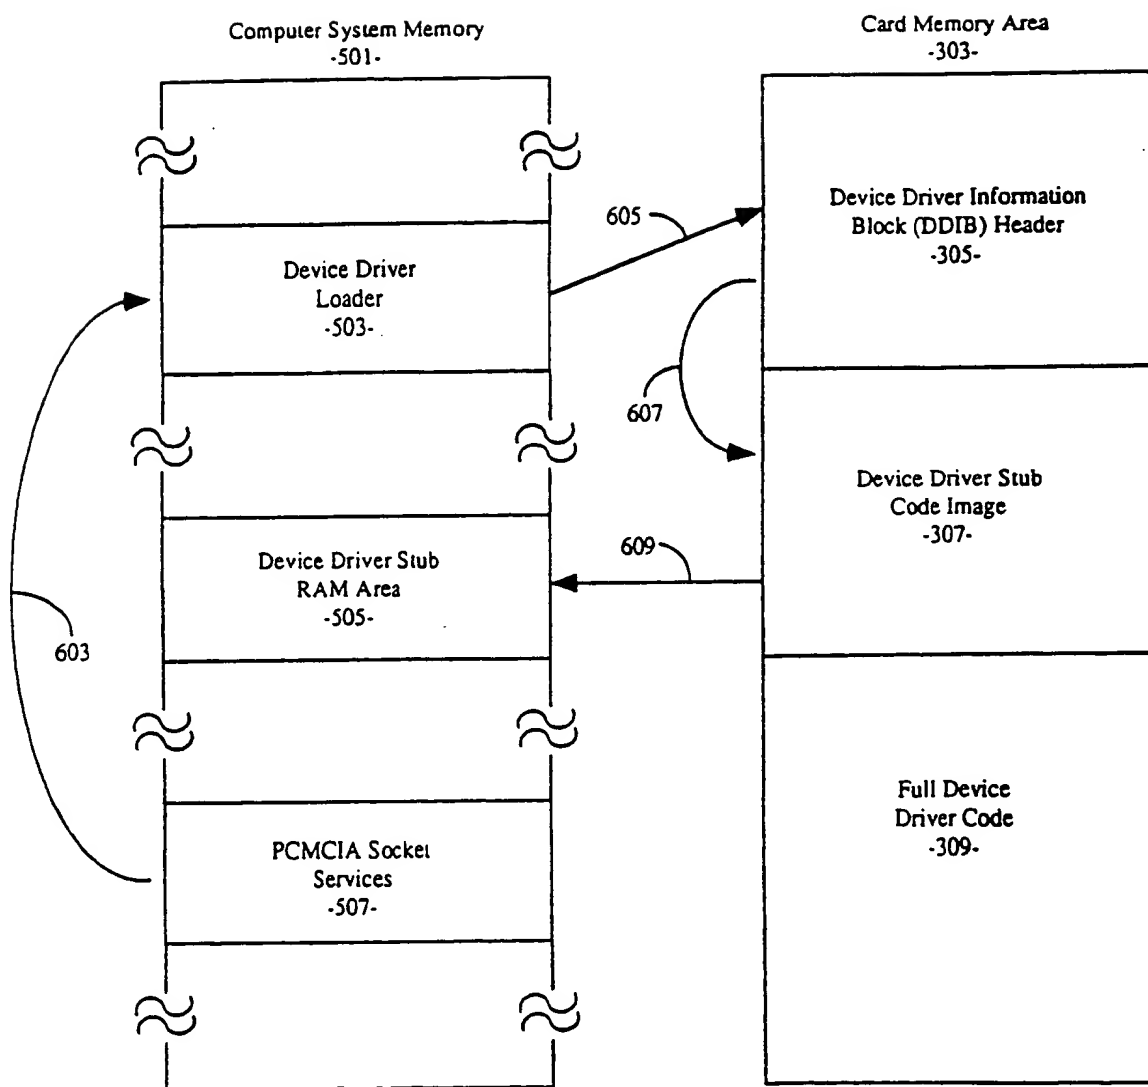 Computer System Memory
-501-
Card Memory Area
-303-
605
Device Driver Information
Block (DDIB) Header
-305-
Device Driver
Loader
-503-
607
Device Driver Stub
Code Image
-307-
609
Device Driver Stub
RAM Area
-505-
603
Full Device
Driver Code
-309-
PCMCIA Socket
Services
-507-